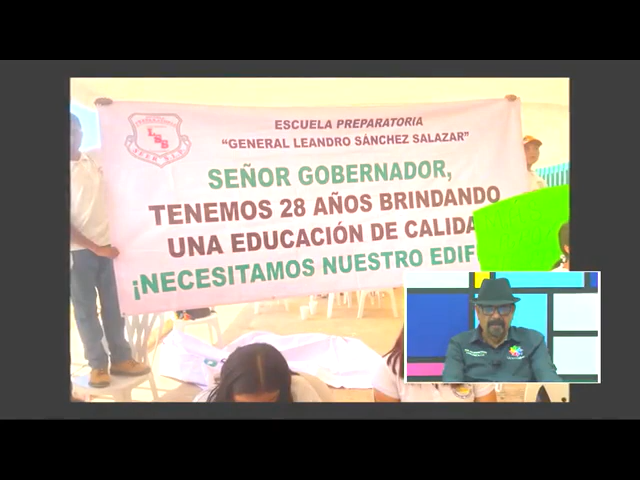 ESCUELA PREPARATORIA
"GENERAL LEANDRO SÁNCHEZ SALAZAR"
SEÑOR GOBERNADOR,
TENEMOS 28 AÑOS BRINDANDO
UNA EDUCACIÓN DE CALIDA
¡NECESITAMOS NUESTRO EDIF